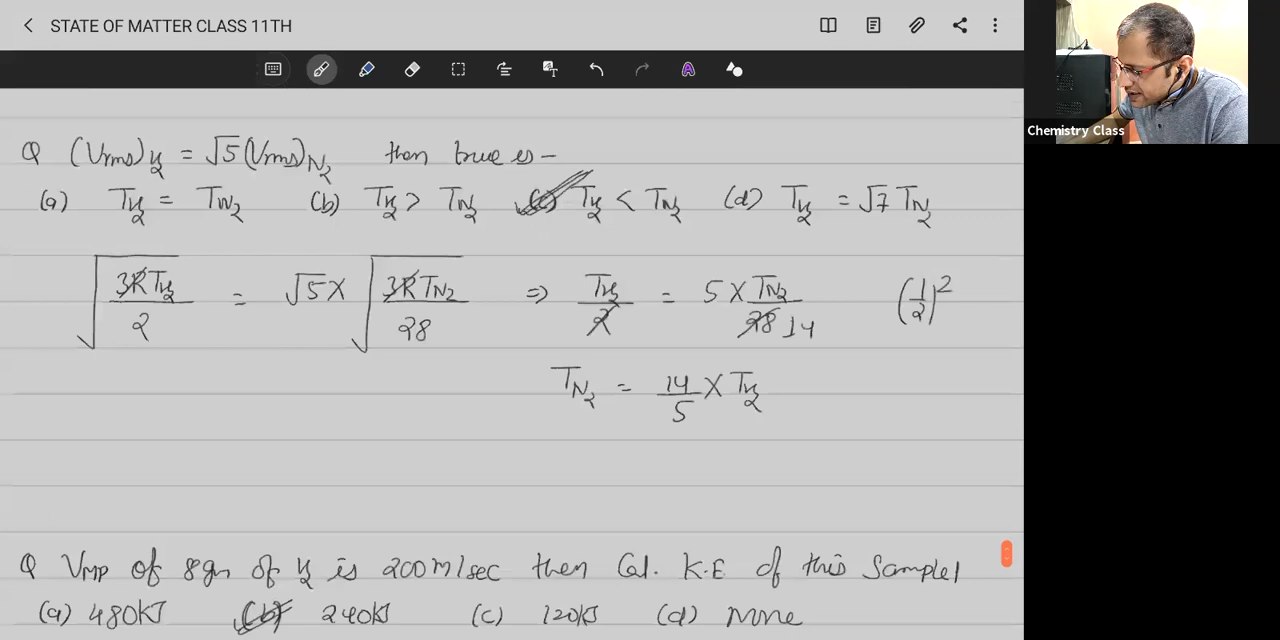 STATE OF MATTER CLASS 11TH
Chemistry Class
Q (Vrms)H2 = √5 (Vrms)N2 then true is –
(a) TH2 = TN2 (b) TH2 > TN2 (c) TH2 < TN2 (d) TH2 = √7 TN2
√(3RTH2/2) = √5 × √(3RTN2/28) ⇒ TH2/2 = 5 × TN2/28 14 (1/2)²
TN2 = 14/5 × TH2
Q VMP of 8gm of H2 is 200m/sec then Cal. K.E of this Sample
(a) 480KJ (b) 240KJ (c) 120KJ (d) None